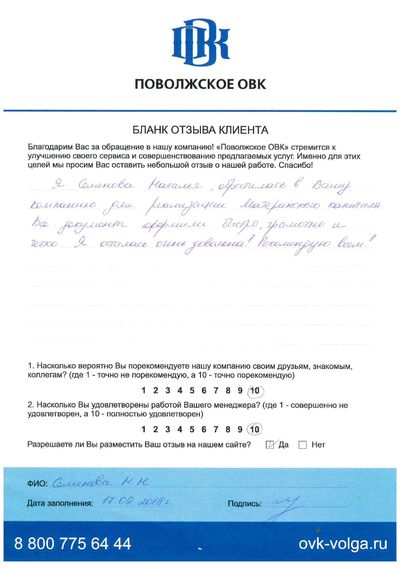 ПОВОЛЖСКОЕ ОВК
БЛАНК ОТЗЫВА КЛИЕНТА
Благодарим Вас за обращение в нашу компанию! «Поволжское ОВК» стремится к
улучшению своего сервиса и совершенствованию предлагаемых услуг. Именно для этих
целей мы просим Вас оставить небольшой отзыв о нашей работе. Спасибо!
Я Семенова Наталья, обратилась в Вашу
компанию для реализации Материнского капитала
Все документы оформили быстро, грамотно и
четко. Я осталась очень довольна! Рекомендую всем!
1. Насколько вероятно Вы порекомендуете нашу компанию своим друзьям, знакомым,
коллегам? (где 1 - точно не порекомендую, а 10 - точно порекомендую)
1 2 3 4 5 6 7 8 9 10
2. Насколько Вы удовлетворены работой Вашего менеджера? (где 1 - совершенно не
удовлетворен, а 10 - полностью удовлетворен)
1 2 3 4 5 6 7 8 9 10
Разрешаете ли Вы разместить Ваш отзыв на нашем сайте? Да Нет
ФИО: Семенова Н Н
Дата заполнения: 17.08.2018г. Подпись:
8 800 775 64 44 ovk-volga.ru